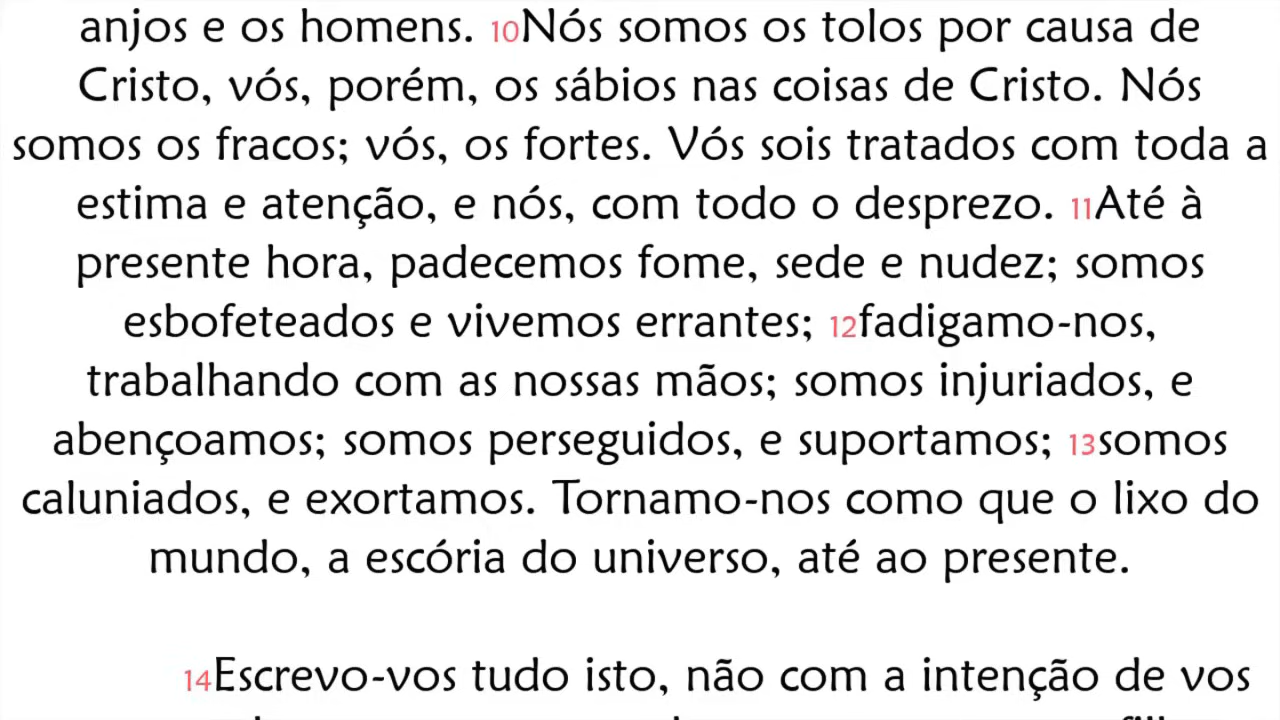 anjos e os homens. 10Nós somos os tolos por causa de
Cristo, vós, porém, os sábios nas coisas de Cristo. Nós
somos os fracos; vós, os fortes. Vós sois tratados com toda a
estima e atenção, e nós, com todo o desprezo. 11Até à
presente hora, padecemos fome, sede e nudez; somos
esbofeteados e vivemos errantes; 12fadigamo-nos,
trabalhando com as nossas mãos; somos injuriados, e
abençoamos; somos perseguidos, e suportamos; 13somos
caluniados, e exortamos. Tornamo-nos como que o lixo do
mundo, a escória do universo, até ao presente.
14Escrevo-vos tudo isto, não com a intenção de vos